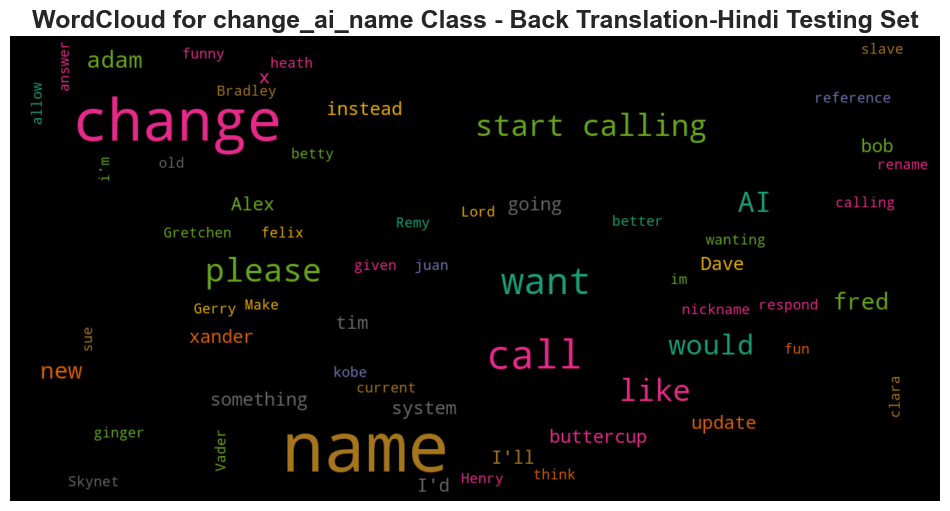 WordCloud for change_ai_name Class - Back Translation-Hindi Testing Set
answer
adam
funny
heath
x
slave
allow
Bradley
reference
change
instead
start calling
i'm
old
betty
bob
rename
Alex
Lord
going
AI
calling
Gretchen
felix
Remy
better
wanting
please
given
juan
want
im
Dave
Gerry
Make
nickname
respond
fred
sue
xander
tim
call
would
fun
new
kobe
current
like
clara
something
system
update
ginger
Vader
name
buttercup
I'll
Skynet
I'd
Henry
think